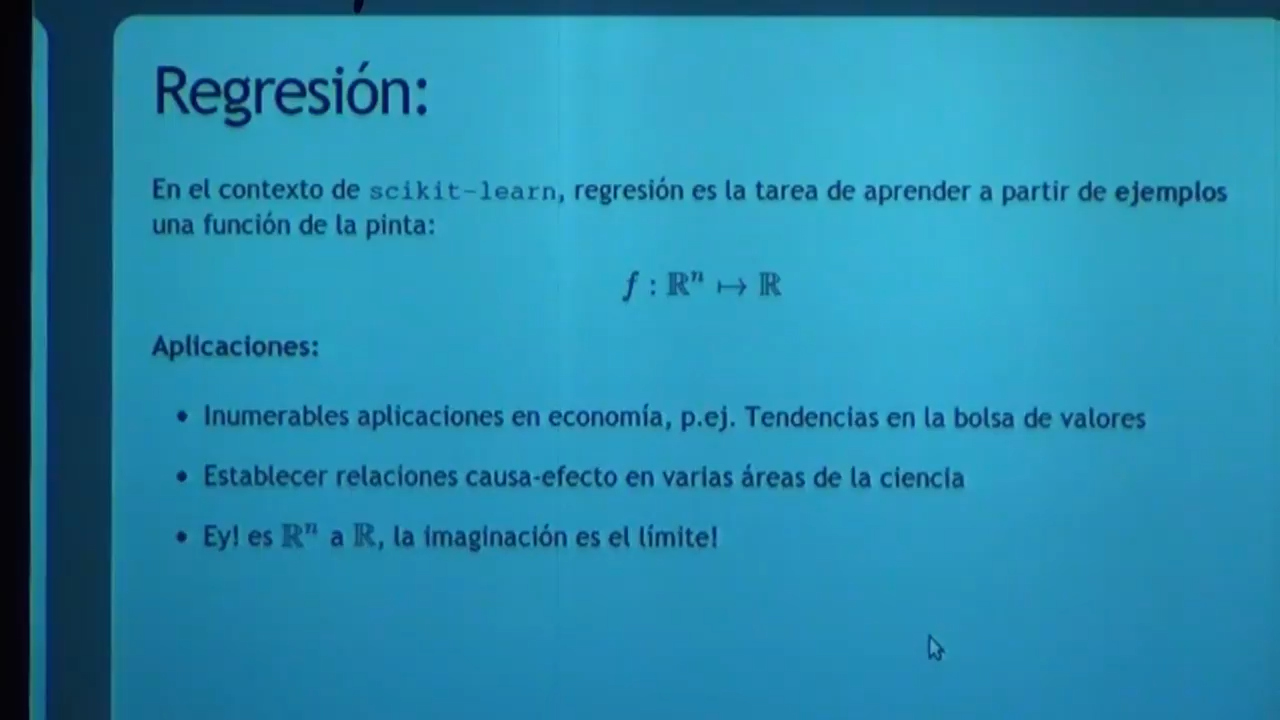 Regresión:
En el contexto de scikit-learn, regresión es la tarea de aprender a partir de ejemplos
una función de la pinta:
f : ℝⁿ ↦ ℝ
Aplicaciones:
• Inumerables aplicaciones en economía, p.ej. Tendencias en la bolsa de valores
• Establecer relaciones causa-efecto en varias áreas de la ciencia
• Ey! es ℝⁿ a ℝ, la imaginación es el límite!